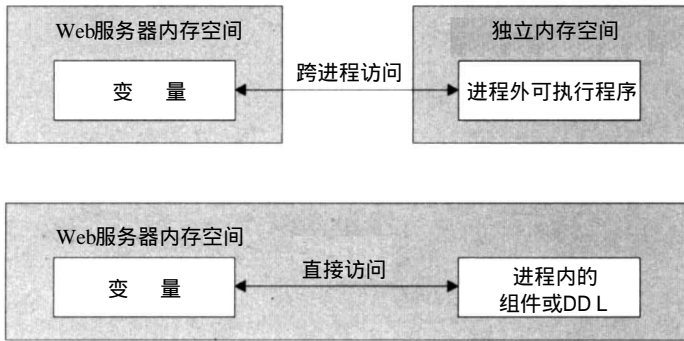 Web服务器内存空间
独立内存空间
变 量
跨进程访问
进程外可执行程序
Web服务器内存空间
变 量
直接访问
进程内的
组件或DD L